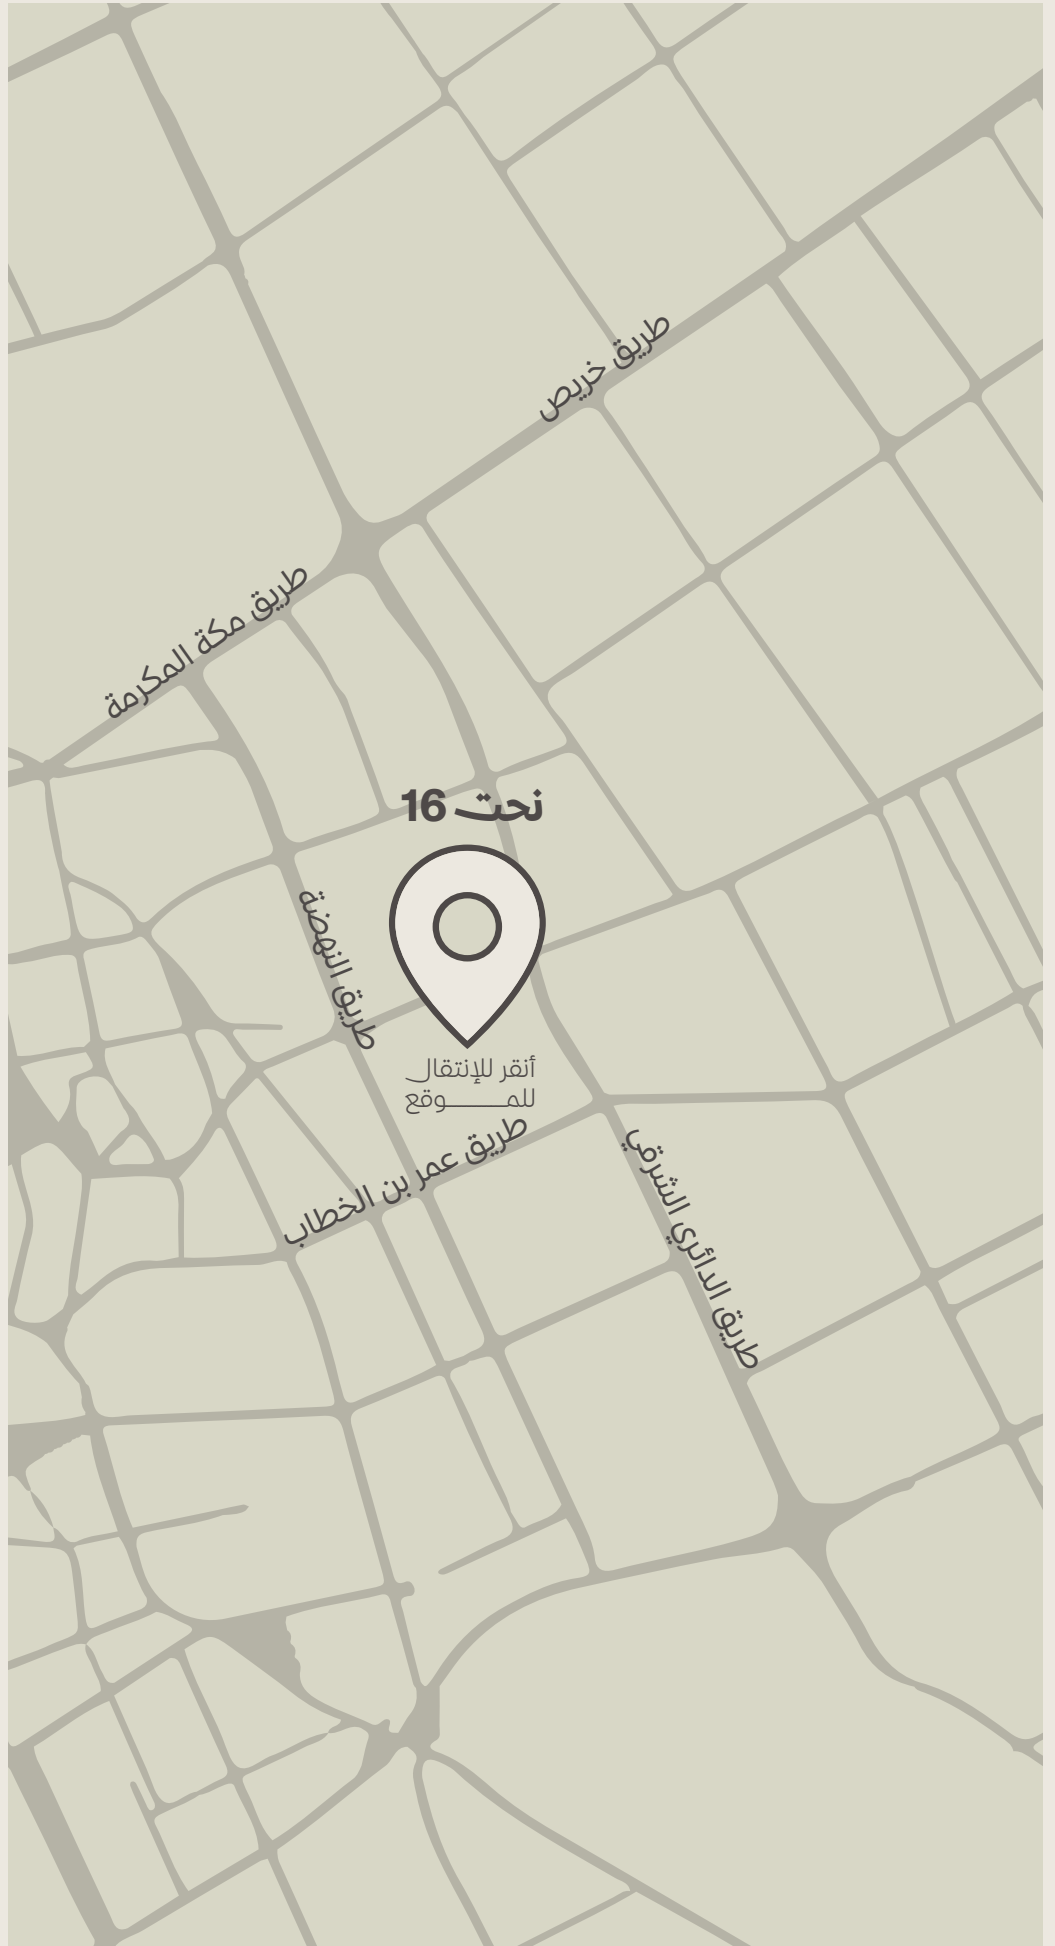 طريق خريص
طريق مكة المكرمة
نحت 16
طريق النهضة
أنقر للإنتقال
للموقع
طريق عمر بن الخطاب
طريق الدائري الشرقي